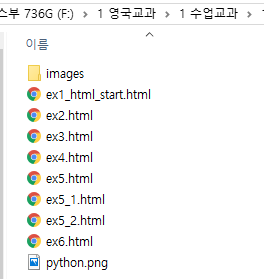 스부 736G (F:) > 1 영국교과 > 1 수업교과 >
이름
images
ex1_html_start.html
ex2.html
ex3.html
ex4.html
ex5.html
ex5_1.html
ex5_2.html
ex6.html
python.png